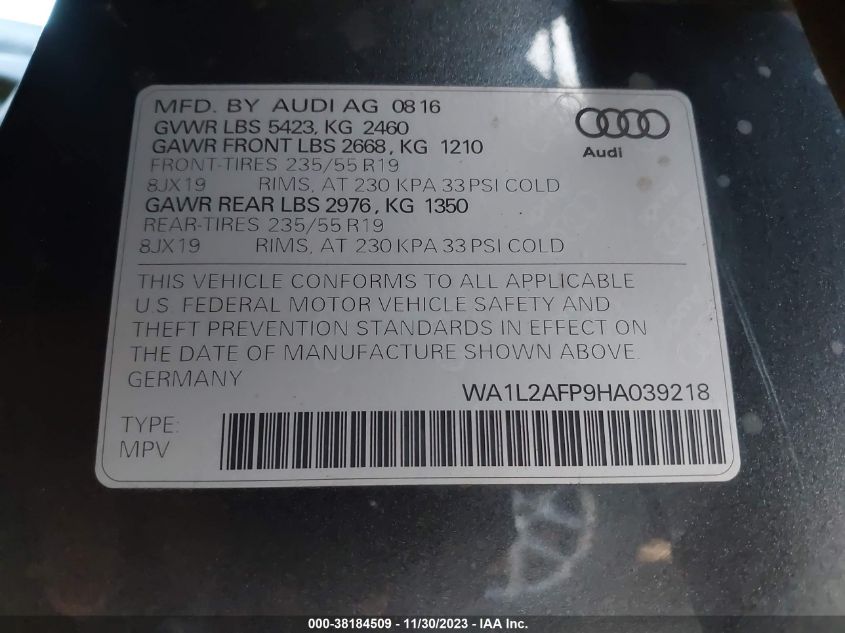 MFD. BY AUDI AG 0816
GVWR LBS 5423, KG 2460
GAWR FRONT LBS 2668, KG 1210
FRONT-TIRES 235/55 R19
8JX19 RIMS, AT 230 KPA 33 PSI COLD
GAWR REAR LBS 2976, KG 1350
REAR-TIRES 235/55 R19
8JX19 RIMS, AT 230 KPA 33 PSI COLD
Audi
THIS VEHICLE CONFORMS TO ALL APPLICABLE
U.S. FEDERAL MOTOR VEHICLE SAFETY AND
THEFT PREVENTION STANDARDS IN EFFECT ON
THE DATE OF MANUFACTURE SHOWN ABOVE.
GERMANY
WA1L2AFP9HA039218
TYPE:
MPV
000-38184509 - 11/30/2023 - IAA Inc.